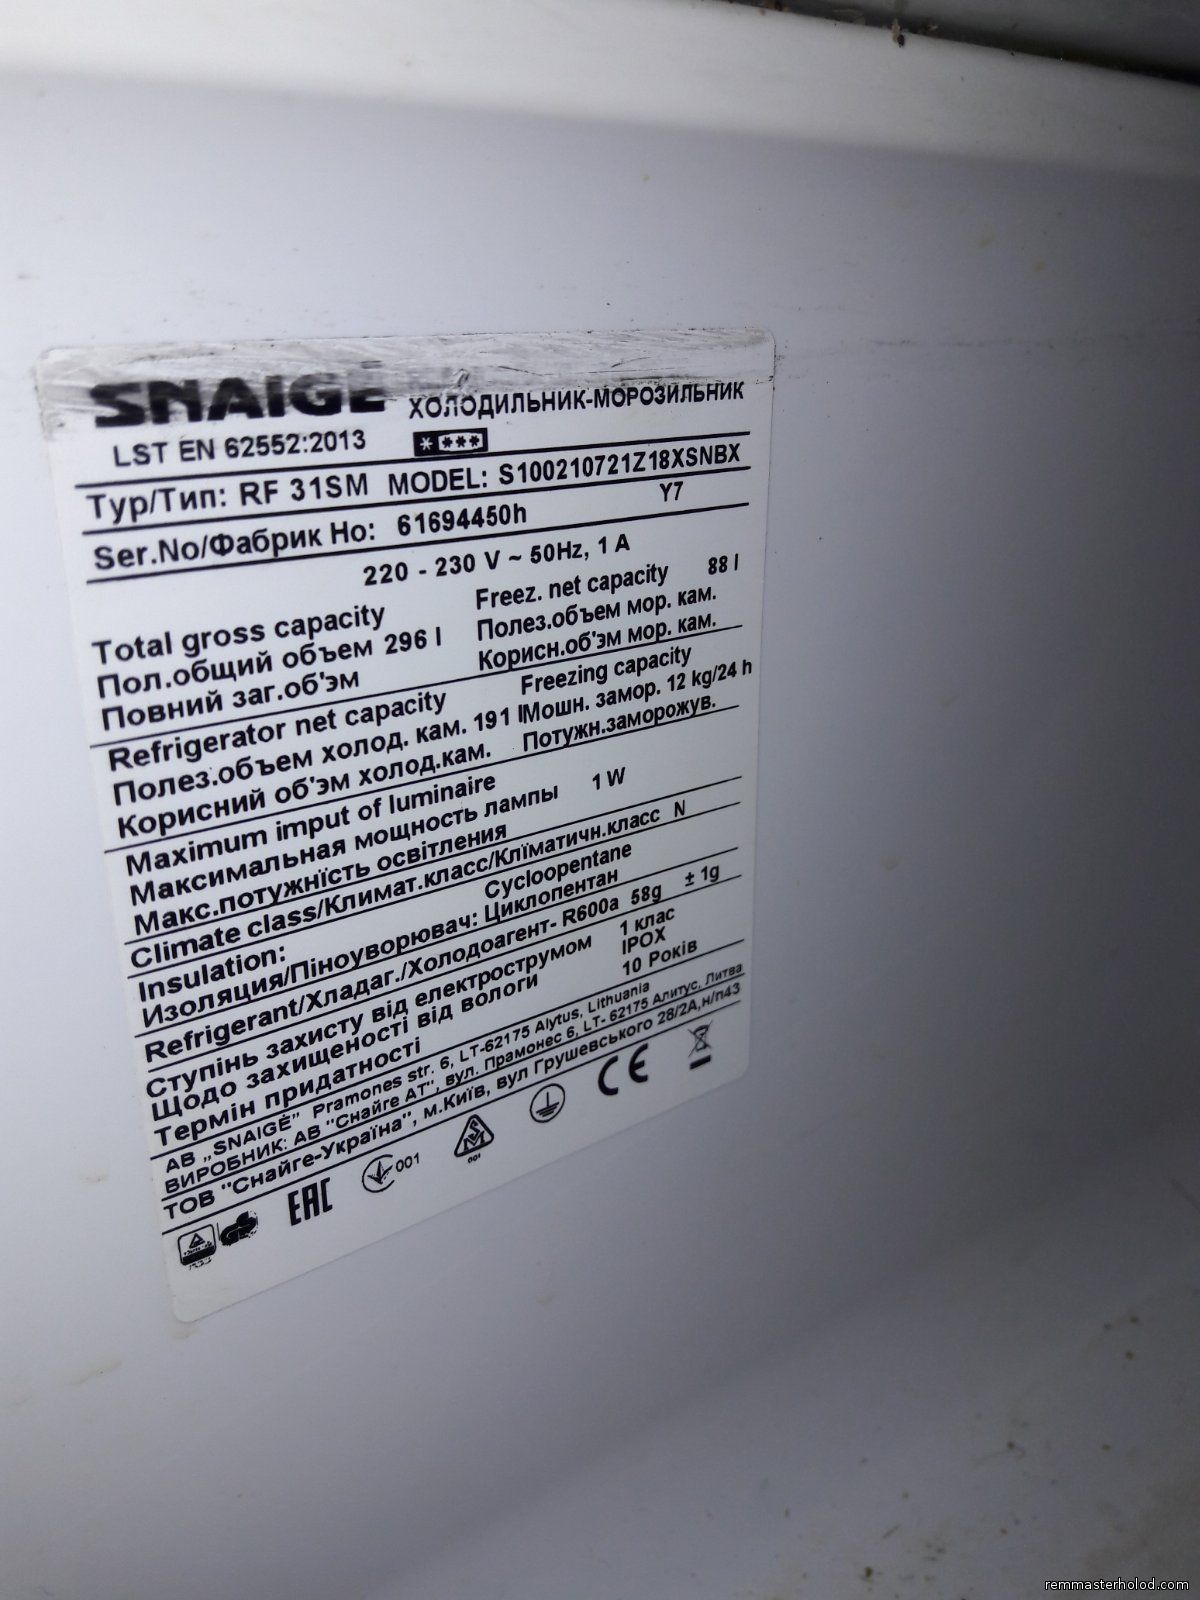 SNAIGĖ ХОЛОДИЛЬНИК-МОРОЗИЛЬНИК
LST EN 62552:2013 * ***
Typ/Тип: RF 31SM MODEL: S100210721Z18XSNBX
Ser.No/Фабрик Но: 61694450h Y7
220 - 230 V ~ 50Hz, 1 A
Total gross capacity
Пол.общий объем 296 l
Повний заг.об'эм
Freez. net capacity 88 l
Полез.объем мор. кам.
Корисн.об'эм мор. кам.
Refrigerator net capacity
Полез.объем холод. кам. 191 l
Корисний об'эм холод.кам.
Freezing capacity
Мошн. замор. 12 kg/24 h
Потужн.заморожув.
Maximum imput of luminaire
Максимальная мощность лампы 1 W
Макс.потужнїсть освітления
Climate class/Климат.класс/Клїматичн.класс N
Insulation: Cycloopentane
Изоляция/Піноуворювач: Циклопентан
Refrigerant/Хладаг./Холодоагент- R600a 58g ± 1g
Ступінь захисту від електрострумом 1 клас
Щодо захищеності від вологи IPOX
Термін придатності 10 Років
AB „SNAIGĖ" Pramonės str. 6, LT-62175 Alytus, Lithuania
ВИРОБНИК: АВ "Снайге АТ", вул. Прамонес 6, LT- 62175 Алитус, Литва
ТОВ "Снайге-Україна", м.Київ, вул Грушевського 28/2А,н/п43
EAC 001 001 CE
remmasterholod.com